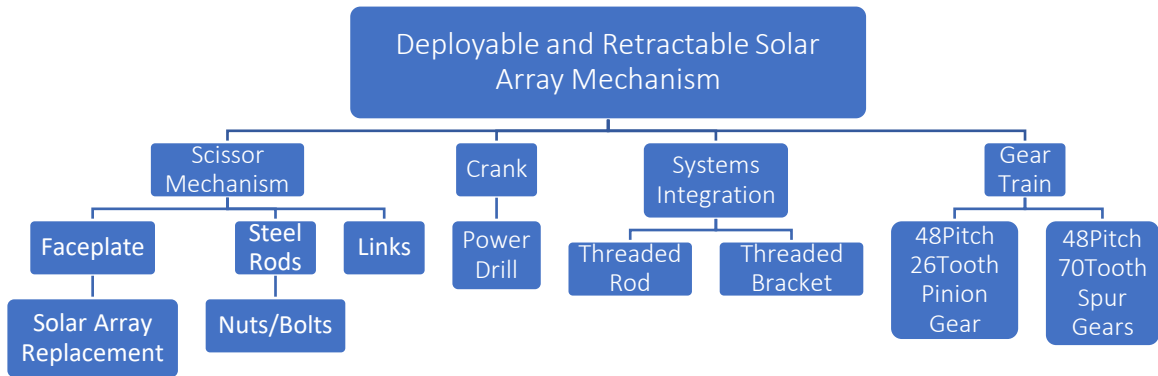 Deployable and Retractable Solar
Array Mechanism
Scissor
Mechanism
Crank
Systems
Integration
Gear
Train
Faceplate
Steel
Rods
Links
Power
Drill
Threaded
Rod
Threaded
Bracket
48Pitch
26Tooth
Pinion
Gear
48Pitch
70Tooth
Spur
Gears
Solar Array
Replacement
Nuts/Bolts